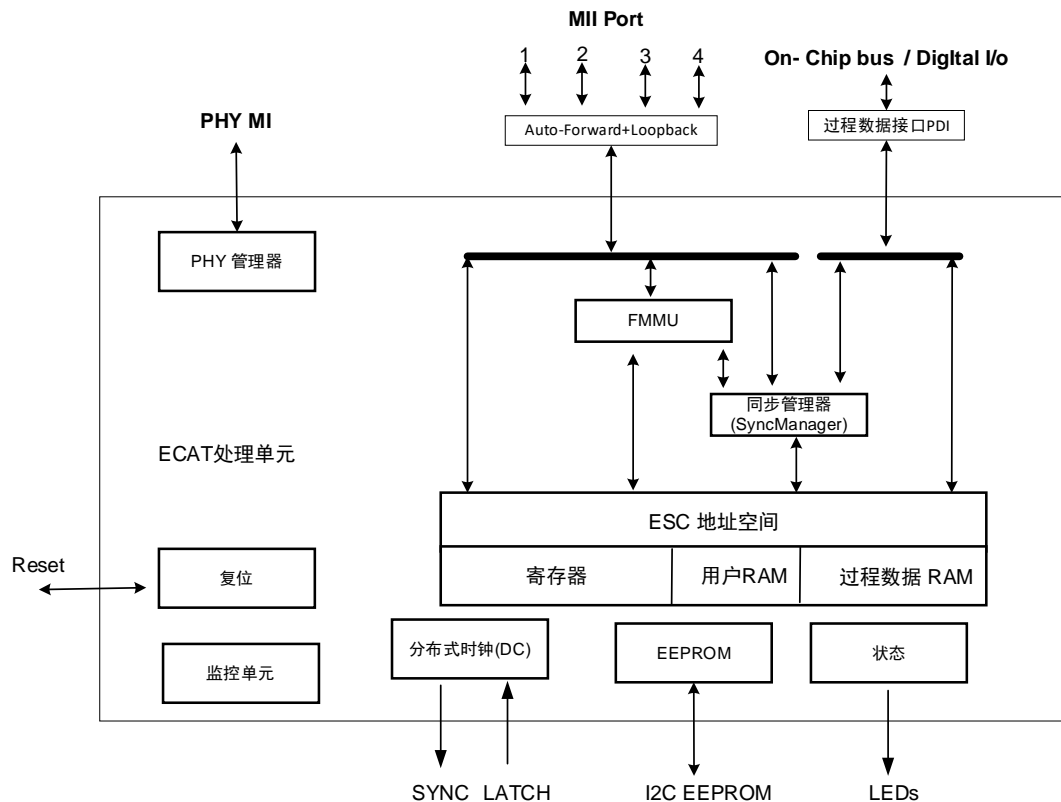 MII Port
1 2 3 4
On- Chip bus / DigItal I/o
PHY MI
Auto-Forward+Loopback
过程数据接口PDI
PHY 管理器
FMMU
同步管理器
(SyncManager)
ECAT处理单元
ESC 地址空间
Reset
复位
寄存器
用户RAM
过程数据 RAM
分布式时钟(DC)
EEPROM
状态
监控单元
SYNC LATCH
I2C EEPROM
LEDs